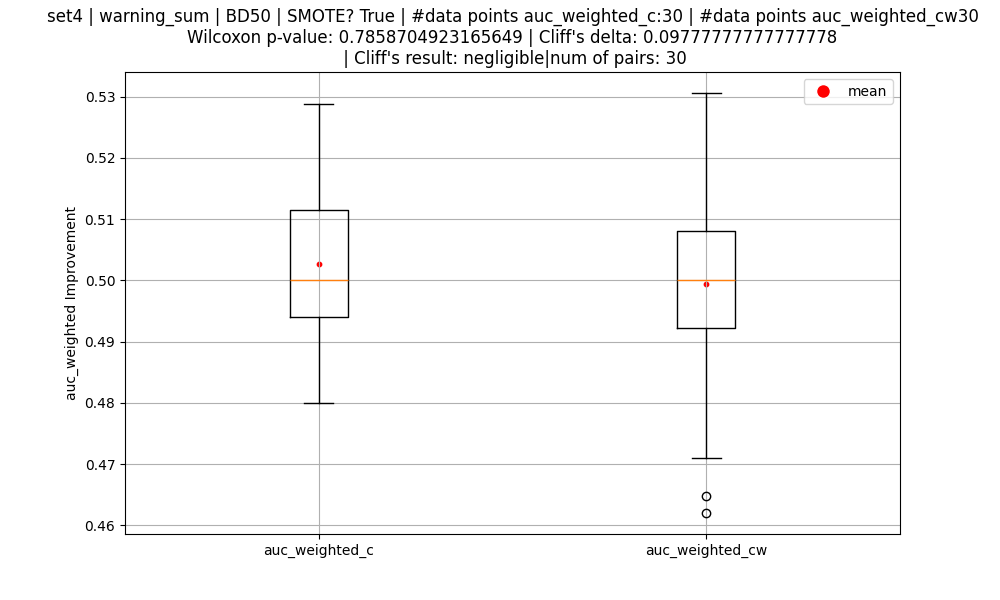 set4 | warning_sum | BD50 | SMOTE? True | #data points auc_weighted_c:30 | #data points auc_weighted_cw30
Wilcoxon p-value: 0.7858704923165649 | Cliff's delta: 0.09777777777777778
| Cliff's result: negligible|num of pairs: 30
mean
auc_weighted Improvement
0.53
0.52
0.51
0.50
0.49
0.48
0.47
0.46
auc_weighted_c
auc_weighted_cw